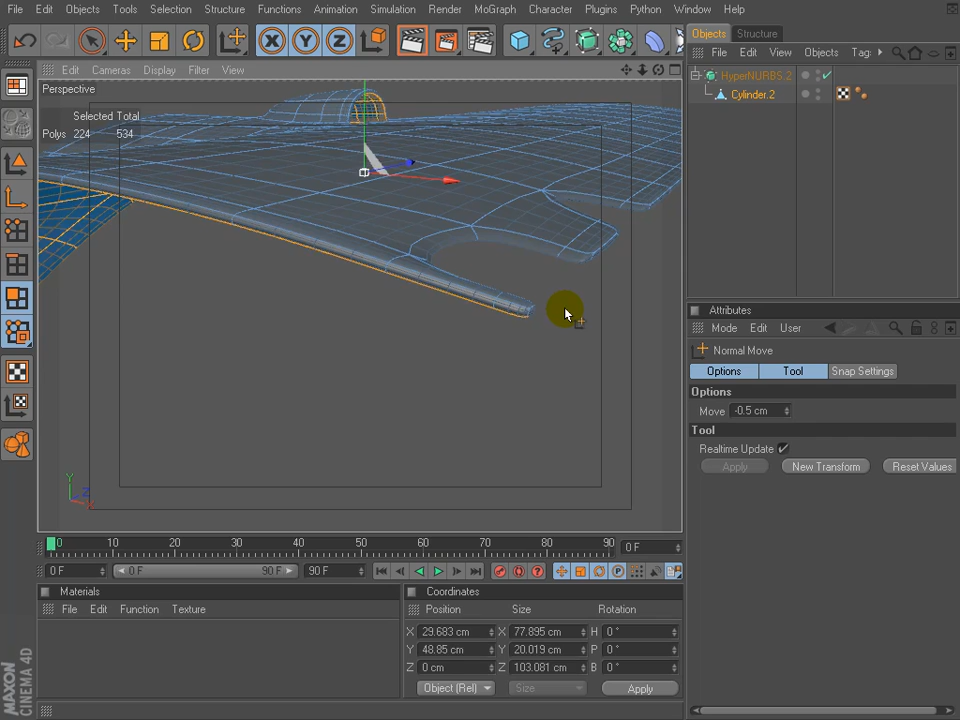 File Edit Objects Tools Selection Structure Functions Animation Simulation Render MoGraph Character Plugins Python Window Help
Edit Cameras Display Filter View
Perspective
Selected Total
Polys 224 534
Objects Structure
File Edit View Objects Tag
HyperNURBS.2
Cylinder.2
Attributes
Mode Edit User
Normal Move
Options Tool Snap Settings
Options
Move -0.5 cm
Tool
Realtime Update
Apply New Transform Reset Values
Y
Z
X
0 10 20 30 40 50 60 70 80 90 0 F
0 F 0 F 90 F 90 F
Materials
File Edit Function Texture
Coordinates
Position Size Rotation
X 29.683 cm X 77.895 cm H 0 °
Y 48.85 cm Y 20.019 cm P 0 °
Z 0 cm Z 103.081 cm B 0 °
Object (Rel) Size Apply
MAXON
CINEMA 4D